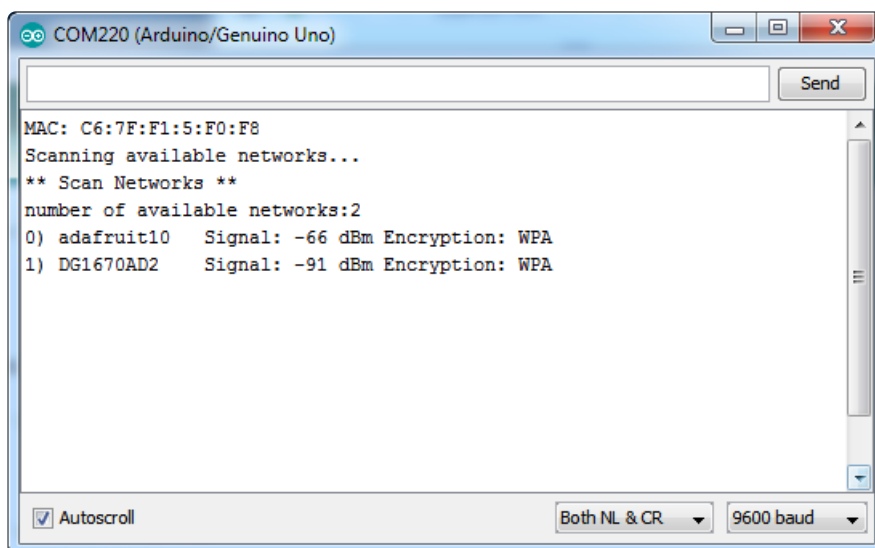 COM220 (Arduino/Genuino Uno)
Send
MAC: C6:7F:F1:5:F0:F8
Scanning available networks...
** Scan Networks **
number of available networks:2
0) adafruit10   Signal: -66 dBm Encryption: WPA
1) DG1670AD2    Signal: -91 dBm Encryption: WPA
Autoscroll Both NL & CR 9600 baud